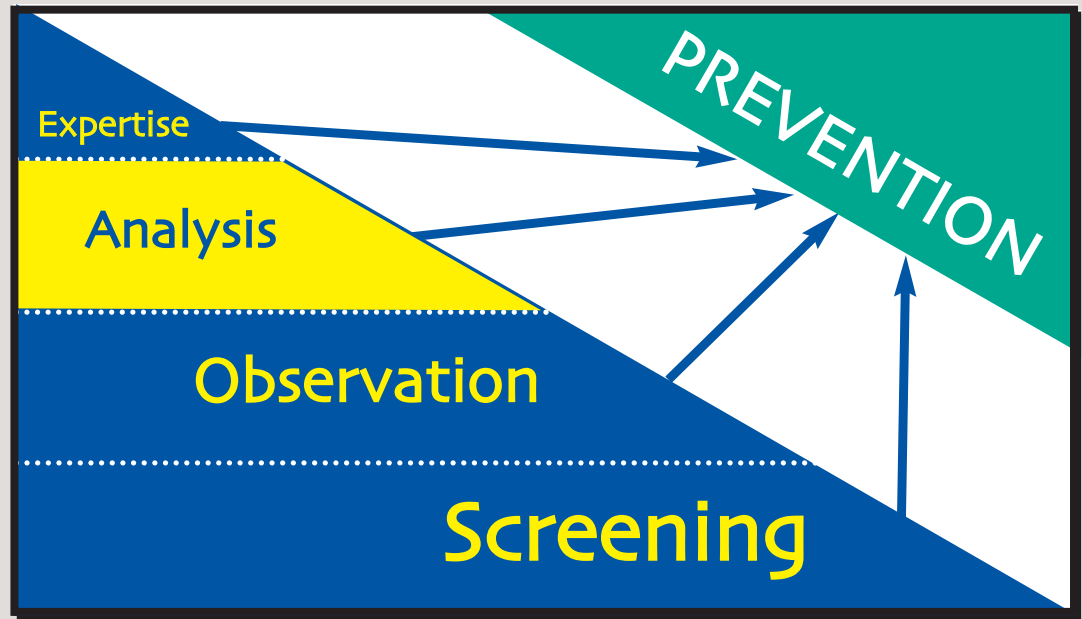 PREVENTION
Expertise
Analysis
Observation
Screening